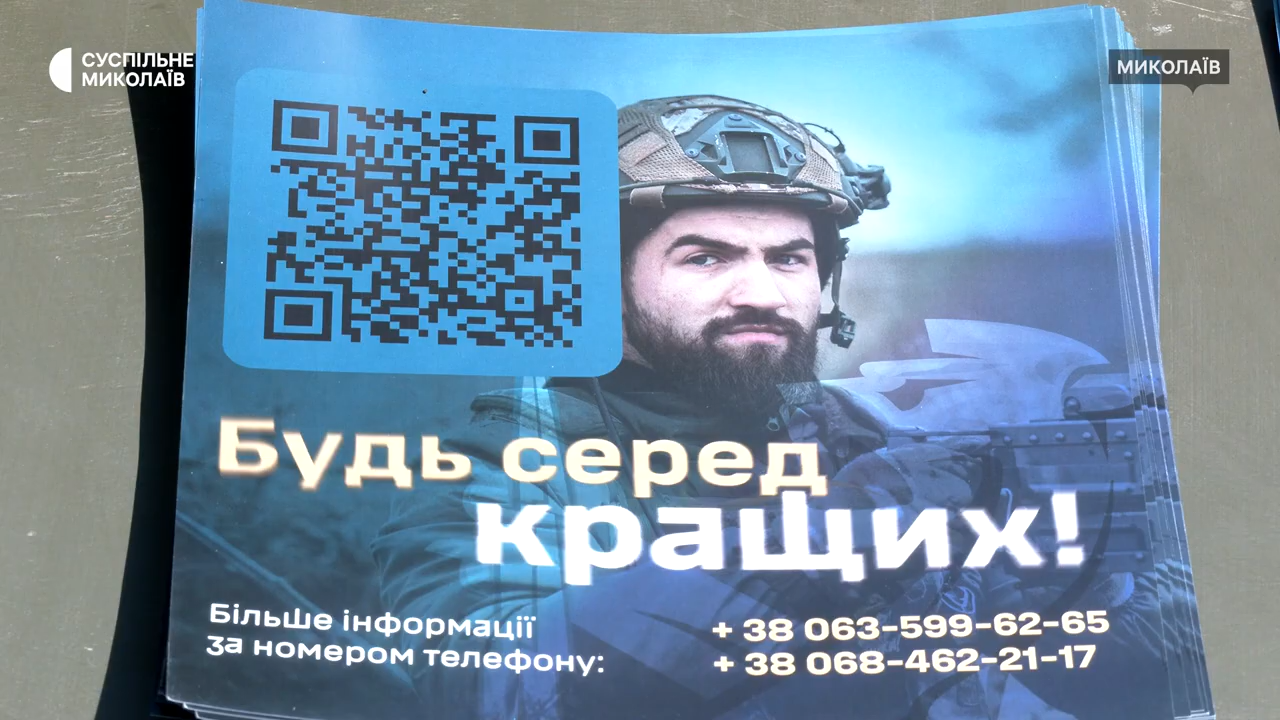 СУСПІЛЬНЕ
МИКОЛАЇВ
МИКОЛАЇВ
Будь серед
кращих!
Більше інформації
за номером телефону:
+ 38 063-599-62-65
+ 38 068-462-21-17